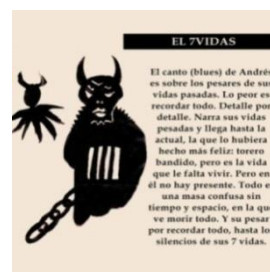 EL 7VIDAS
El canto (blues) de Andrés
es sobre los pesares de sus
vidas pasadas. Lo peor es
recordar todo. Detalle por
detalle. Narra sus vidas
pesadas y llega hasta la
actual, la que lo hubiera
hecho más feliz: torero
bandido, pero es la vida
que le falta vivir. Pero en
él no hay presente. Todo e
una masa confusa sin
tiempo y espacio, en la qu
ve morir todo. Y su pesar
por recordar todo, hasta lo
silencios de sus 7 vidas.